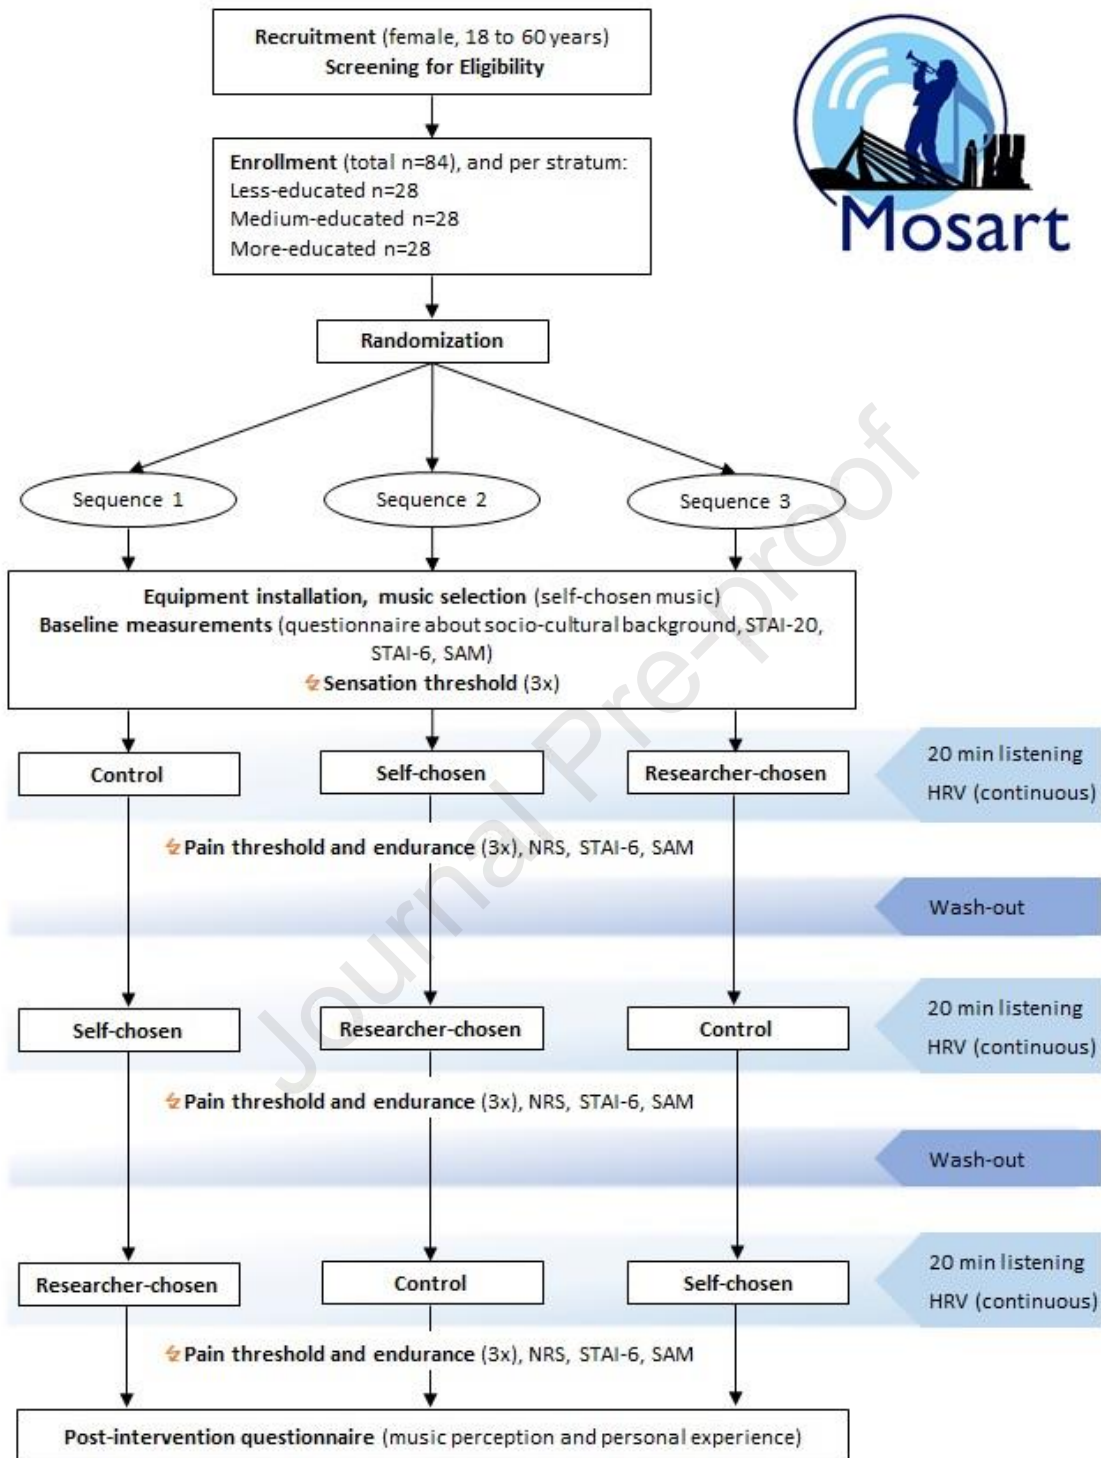 Recruitment (female, 18 to 60 years)
Screening for Eligibility
Mosart
Enrollment (total n=84), and per stratum:
Less-educated n=28
Medium-educated n=28
More-educated n=28
Randomization
Sequence 1
Sequence 2
Sequence 3
Equipment installation, music selection (self-chosen music)
Baseline measurements (questionnaire about socio-cultural background, STAI-20,
STAI-6, SAM)
Sensation threshold (3x)
Control
Self-chosen
Researcher-chosen
20 min listening
HRV (continuous)
Pain threshold and endurance (3x), NRS, STAI-6, SAM
Wash-out
Self-chosen
Researcher-chosen
Control
20 min listening
HRV (continuous)
Pain threshold and endurance (3x), NRS, STAI-6, SAM
Wash-out
Researcher-chosen
Control
Self-chosen
20 min listening
HRV (continuous)
Pain threshold and endurance (3x), NRS, STAI-6, SAM
Post-intervention questionnaire (music perception and personal experience)
Journal Pre-proof